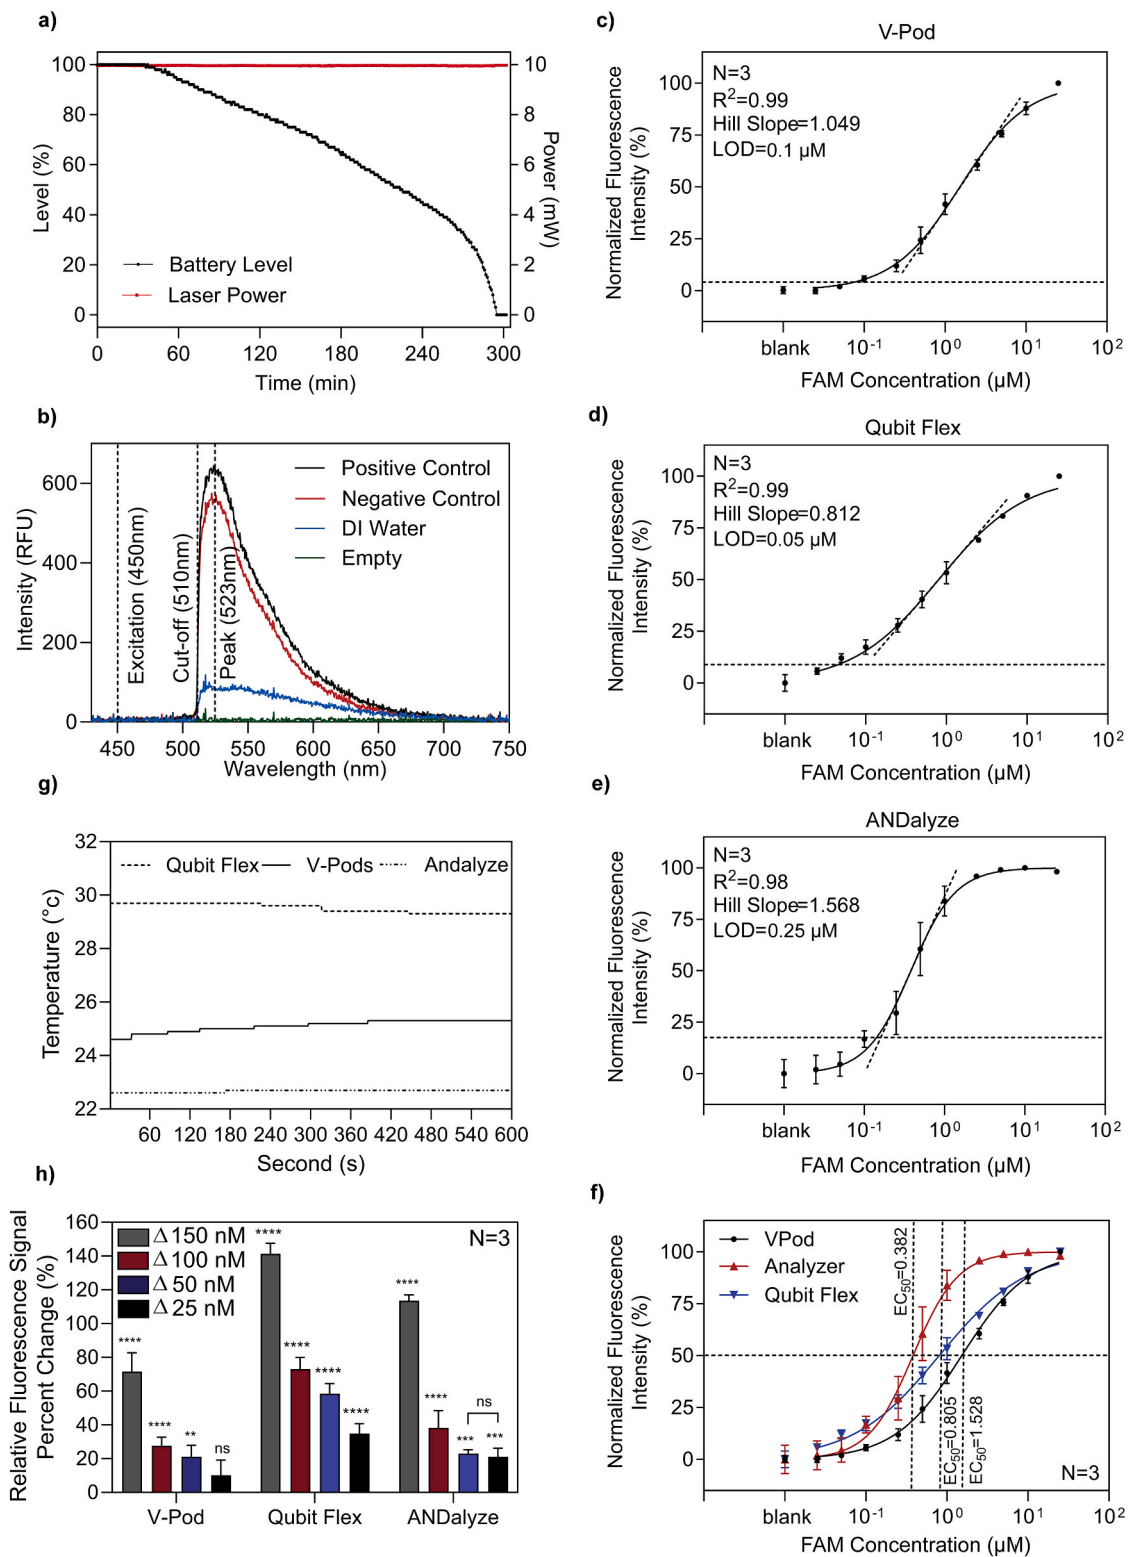 a)
100
80
60
40
20
0
Level (%)
10
8
6
4
2
0
Power (mW)
Battery Level
Laser Power
0 60 120 180 240 300
Time (min)
b)
600
400
200
0
Intensity (RFU)
Excitation (450nm)
Cut-off (510nm)
Peak (523nm)
Positive Control
Negative Control
DI Water
Empty
450 500 550 600 650 700 750
Wavelength (nm)
g)
32
30
28
26
24
22
Temperature (°c)
Qubit Flex V-Pods Andalyze
60 120 180 240 300 360 420 480 540 600
Second (s)
h)
Relative Fluorescence Signal
Percent Change (%)
160
140
120
100
80
60
40
20
0
Δ 150 nM
Δ 100 nM
Δ 50 nM
Δ 25 nM
N=3
**** **** ** ns
**** **** **** ****
**** **** *** *** ns
V-Pod Qubit Flex ANDalyze
c)
V-Pod
Normalized Fluorescence
Intensity (%)
100
75
50
25
0
N=3
R²=0.99
Hill Slope=1.049
LOD=0.1 µM
blank 10⁻¹ 10⁰ 10¹ 10²
FAM Concentration (µM)
d)
Qubit Flex
Normalized Fluorescence
Intensity (%)
100
75
50
25
0
N=3
R²=0.99
Hill Slope=0.812
LOD=0.05 µM
blank 10⁻¹ 10⁰ 10¹ 10²
FAM Concentration (µM)
e)
ANDalyze
Normalized Fluorescence
Intensity (%)
100
75
50
25
0
N=3
R²=0.98
Hill Slope=1.568
LOD=0.25 µM
blank 10⁻¹ 10⁰ 10¹ 10²
FAM Concentration (µM)
f)
Normalized Fluorescence
Intensity (%)
100
75
50
25
0
VPod
Analyzer
Qubit Flex
EC₅₀=0.382
EC₅₀=0.805
EC₅₀=1.528
N=3
blank 10⁻¹ 10⁰ 10¹ 10²
FAM Concentration (µM)